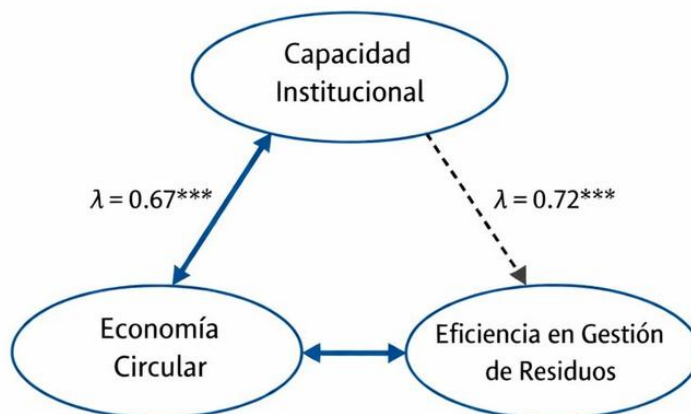 Capacidad
Institucional
λ = 0.67***
λ = 0.72***
Economía
Circular
Eficiencia en Gestión
de Residuos